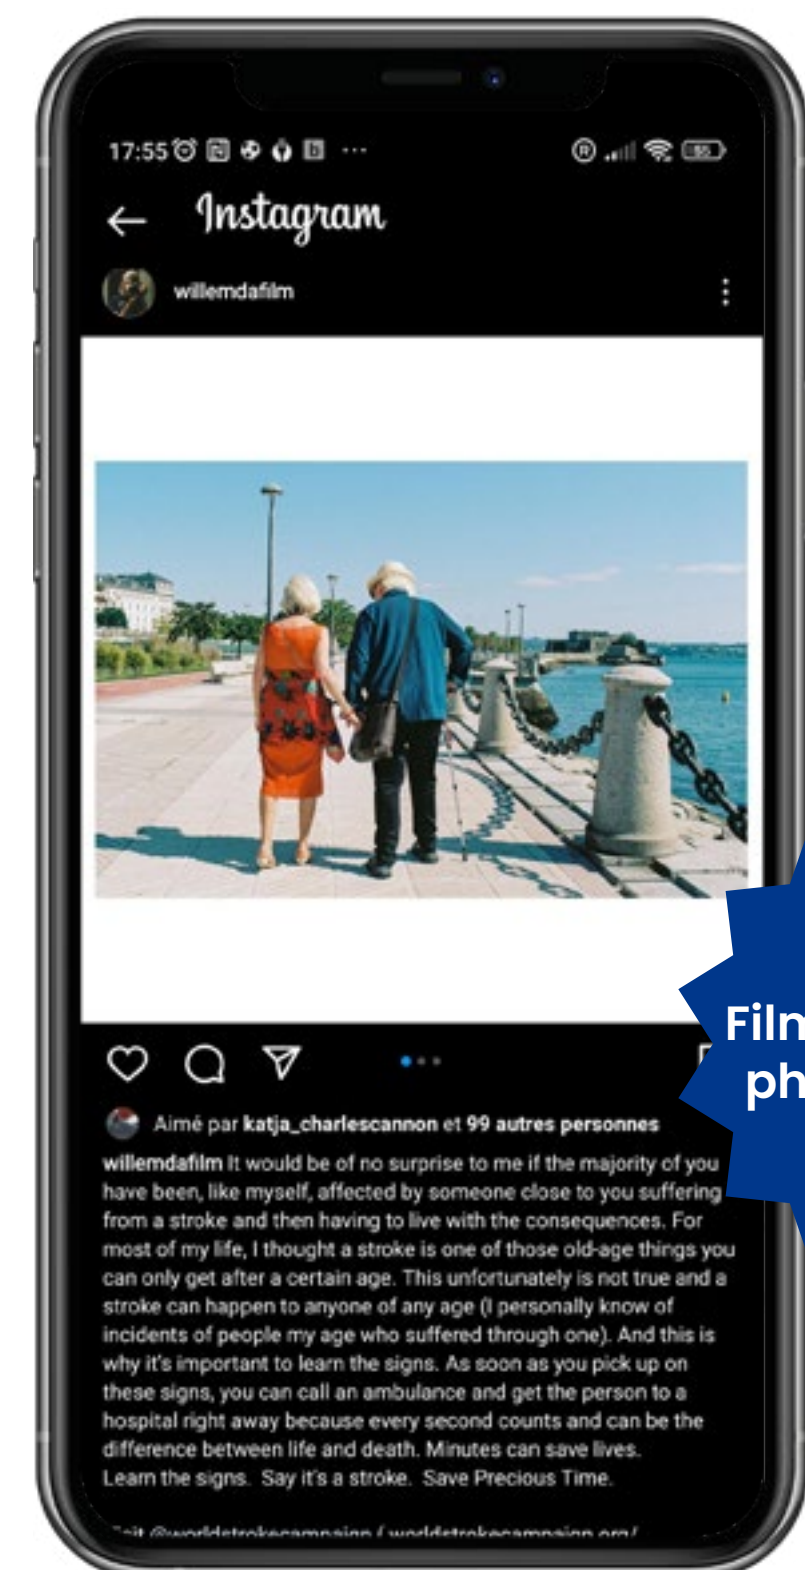 17:55
Instagram
willemdafilm
Aimé par katja_charlescannon et 99 autres personnes
willemdafilm It would be of no surprise to me if the majority of you
have been, like myself, affected by someone close to you suffering
from a stroke and then having to live with the consequences. For
most of my life, I thought a stroke is one of those old-age things you
can only get after a certain age. This unfortunately is not true and a
stroke can happen to anyone of any age (I personally know of
incidents of people my age who suffered through one). And this is
why it's important to learn the signs. As soon as you pick up on
these signs, you can call an ambulance and get the person to a
hospital right away because every second counts and can be the
difference between life and death. Minutes can save lives.
Learn the signs. Say it's a stroke. Save Precious Time.
@worldstrokecampaign / worldstrokecampaign.org/